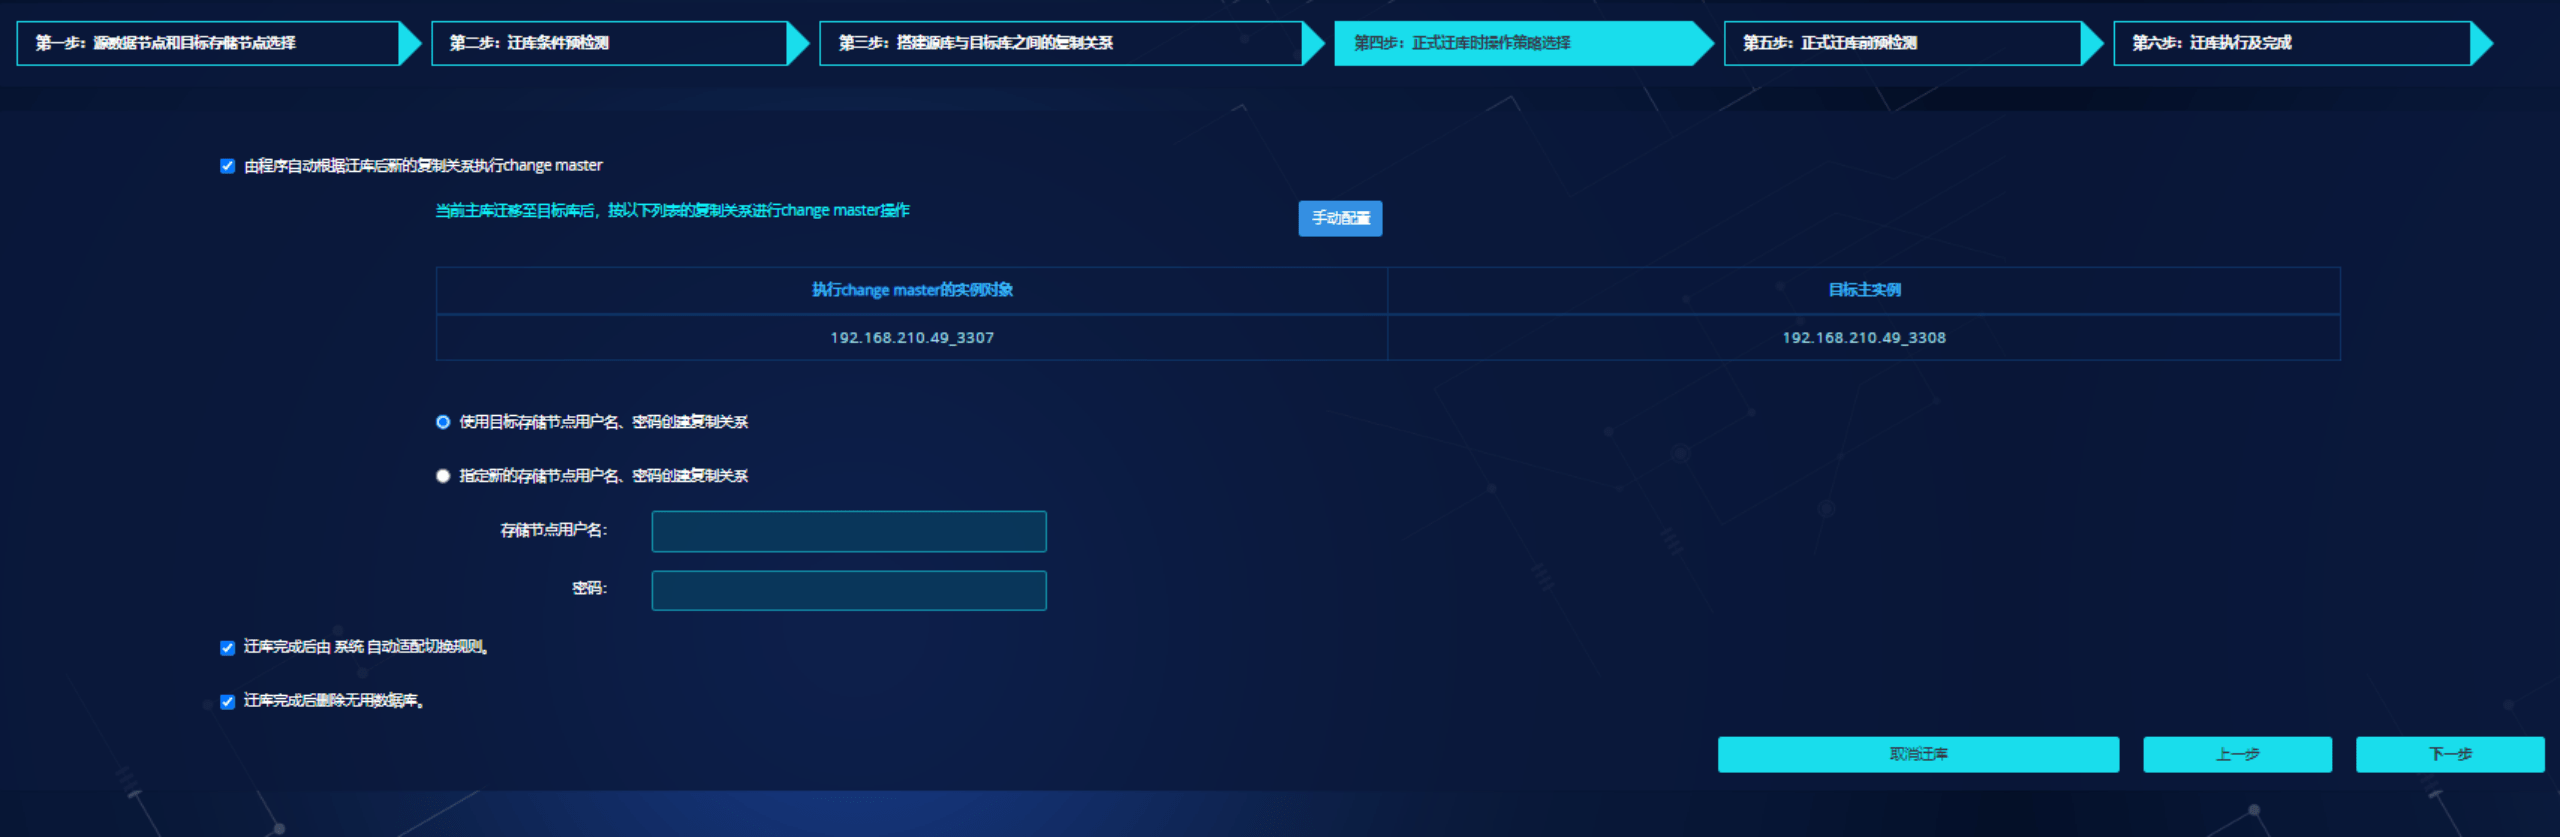 第一步：源数据节点和目标存储节点选择
第二步：迁库条件预检测
第三步：搭建源库与目标库之间的复制关系
第四步：正式迁库时操作策略选择
第五步：正式迁库前预检测
第六步：迁库执行及完成
由程序自动根据迁库后新的复制关系执行change master
当前主库迁移至目标库后，按以下列表的复制关系进行change master操作
手动配置
执行change master的实例对象
目标主实例
192.168.210.49_3307
192.168.210.49_3308
使用目标存储节点用户名、密码创建复制关系
指定新的存储节点用户名、密码创建复制关系
存储节点用户名：
密码：
迁库完成后由 系统 自动适配切换规则。
迁库完成后删除无用数据库。
取消迁库
上一步
下一步